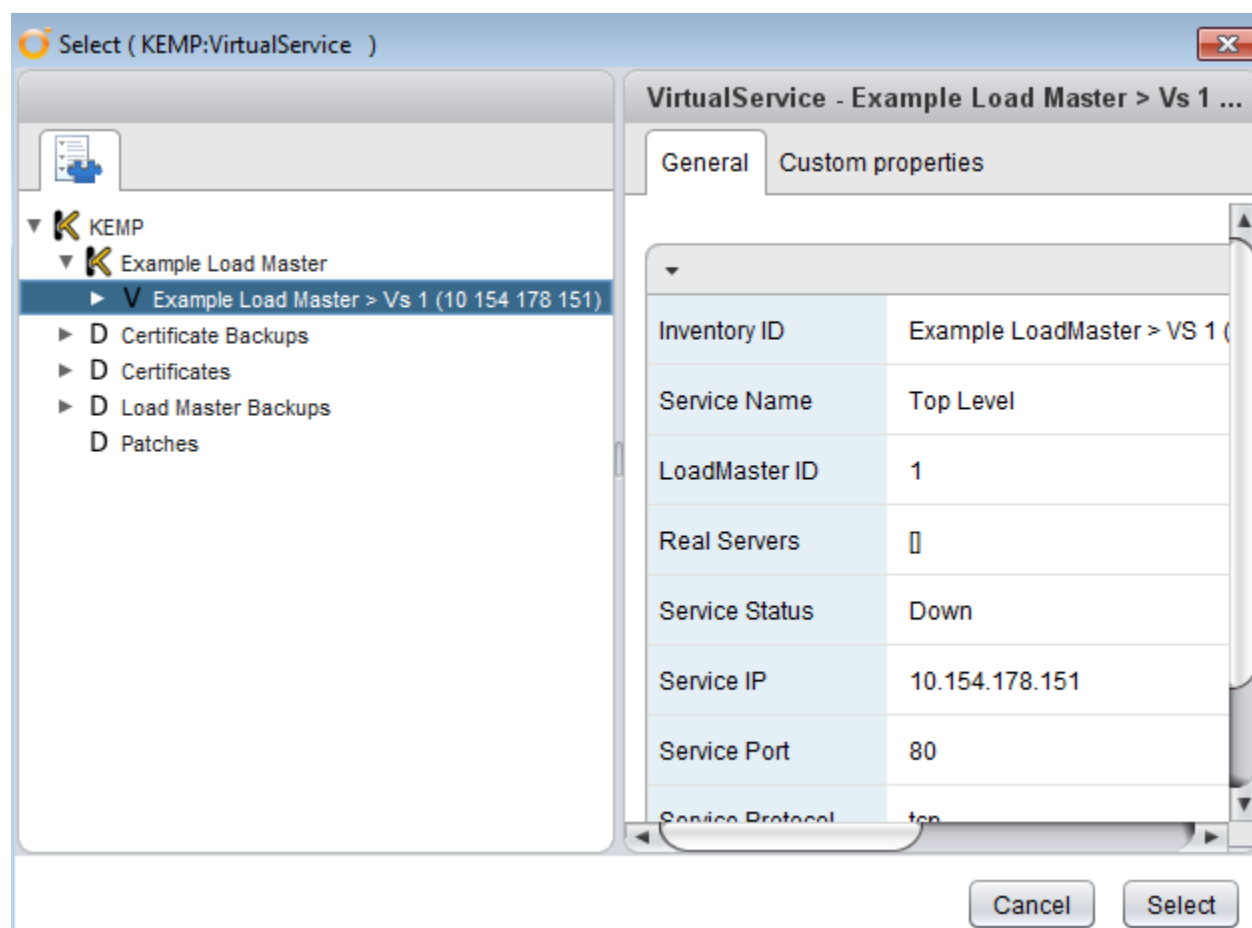 Select ( KEMP:VirtualService )
VirtualService - Example Load Master > Vs 1 ...
General Custom properties
KEMP
Example Load Master
V Example Load Master > Vs 1 (10 154 178 151)
D Certificate Backups
D Certificates
D Load Master Backups
D Patches
Inventory ID Example LoadMaster > VS 1 (
Service Name Top Level
LoadMaster ID 1
Real Servers []
Service Status Down
Service IP 10.154.178.151
Service Port 80
Service Protocol tcp
Cancel Select